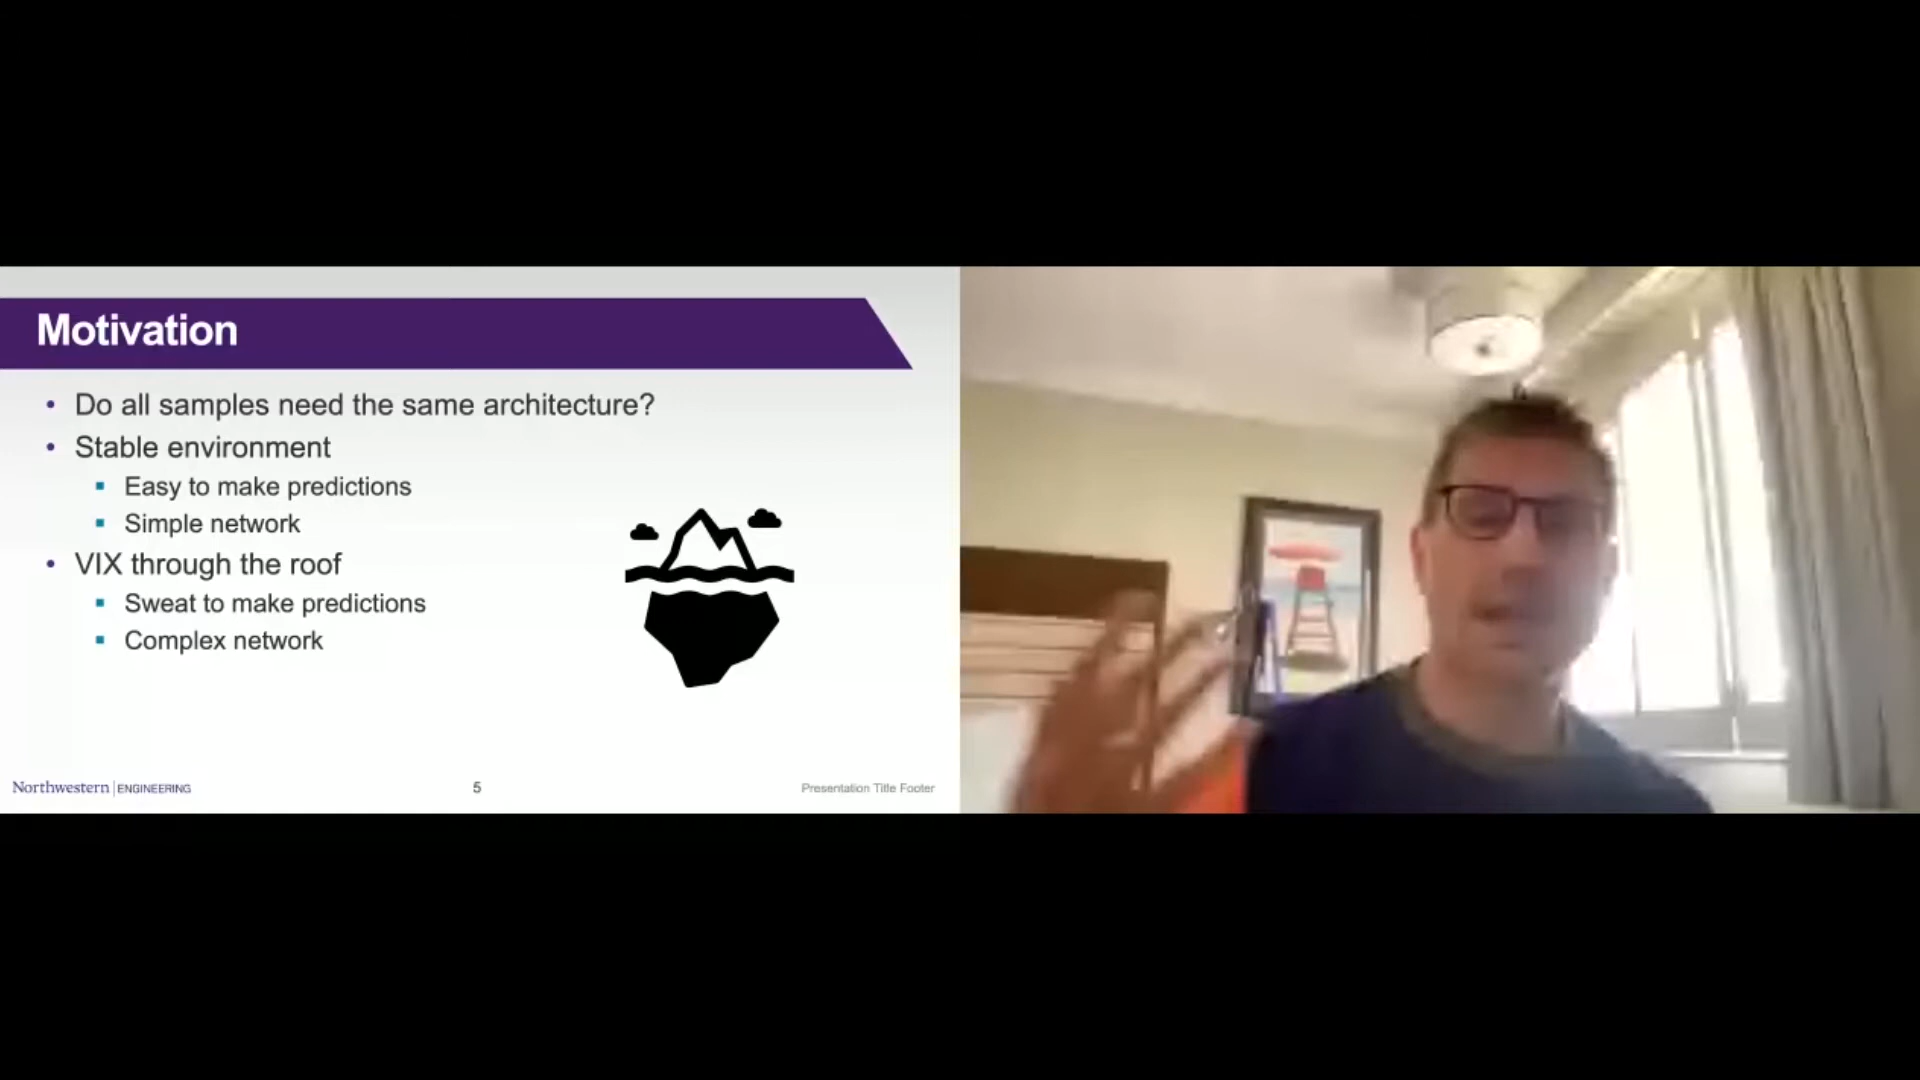 Motivation
• Do all samples need the same architecture?
• Stable environment
▪ Easy to make predictions
▪ Simple network
• VIX through the roof
▪ Sweat to make predictions
▪ Complex network
Northwestern | ENGINEERING
5
Presentation Title Footer